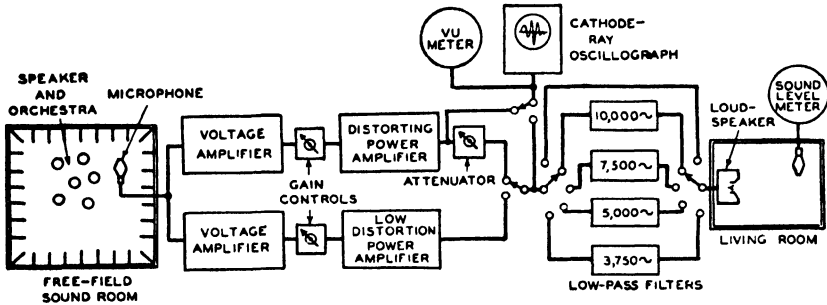 VU
METER
CATHODE-
RAY
OSCILLOGRAPH
SPEAKER
AND
ORCHESTRA
MICROPHONE
SOUND
LEVEL
METER
LOUD-
SPEAKER
VOLTAGE
AMPLIFIER
DISTORTING
POWER
AMPLIFIER
ATTENUATOR
GAIN
CONTROLS
VOLTAGE
AMPLIFIER
LOW
DISTORTION
POWER
AMPLIFIER
10,000~
7,500~
5,000~
3,750~
LOW-PASS FILTERS
LIVING ROOM
FREE-FIELD
SOUND ROOM